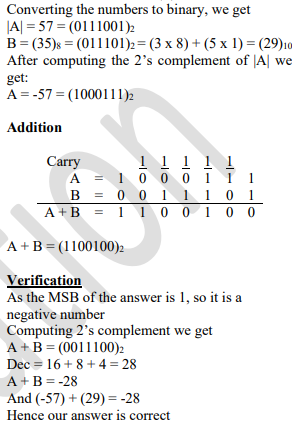 Converting the numbers to binary, we get
|A| = 57 = (0111001)₂
B = (35)₈ = (011101)₂ = (3 x 8) + (5 x 1) = (29)₁₀
After computing the 2's complement of |A| we
get:
A = -57 = (1000111)₂
Addition
Carry 1 1 1 1 1
A = 1 0 0 0 1 1 1
B = 0 0 1 1 1 0 1
A + B = 1 1 0 0 1 0 0
A + B = (1100100)₂
Verification
As the MSB of the answer is 1, so it is a
negative number
Computing 2's complement we get
A + B = (0011100)₂
Dec = 16 + 8 + 4 = 28
A + B = -28
And (-57) + (29) = -28
Hence our answer is correct